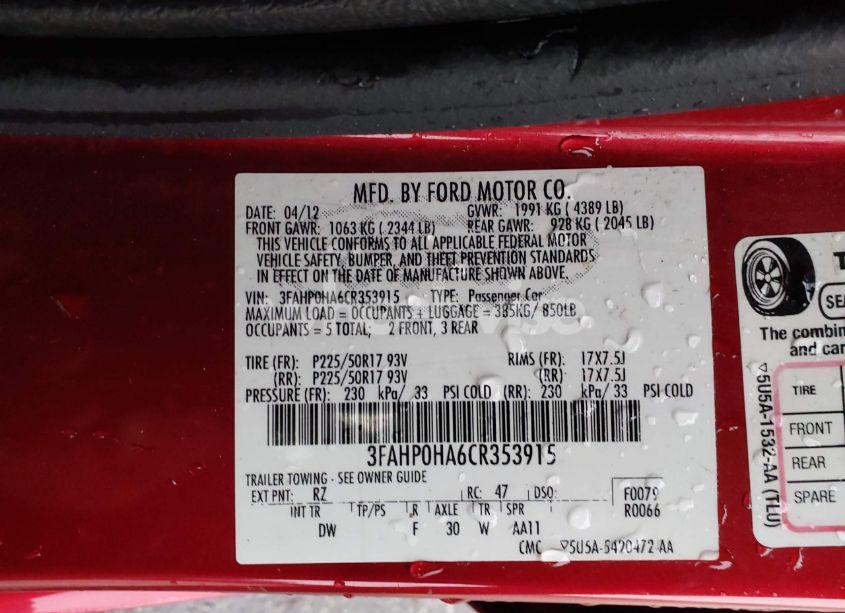 MFD. BY FORD MOTOR CO.
DATE: 04/12 GVWR: 1991 KG ( 4389 LB)
FRONT GAWR: 1063 KG ( 2344 LB) REAR GAWR: 928 KG ( 2045 LB)
THIS VEHICLE CONFORMS TO ALL APPLICABLE FEDERAL MOTOR
VEHICLE SAFETY, BUMPER, AND THEFT PREVENTION STANDARDS
IN EFFECT ON THE DATE OF MANUFACTURE SHOWN ABOVE.
VIN: 3FAHP0HA6CR353915 TYPE: Passenger Car
MAXIMUM LOAD = OCCUPANTS + LUGGAGE = 385KG/ 850LB
OCCUPANTS = 5 TOTAL; 2 FRONT, 3 REAR
TIRE (FR): P225/50R17 93V RIMS (FR): 17X7.5J
(RR): P225/50R17 93V (RR): 17X7.5J
PRESSURE (FR): 230 kPa/ 33 PSI COLD (RR): 230 kPa/ 33 PSI COLD
3FAHP0HA6CR353915
TRAILER TOWING - SEE OWNER GUIDE
EXT PNT: RZ RC: 47 DSO: F0079
INT TR TP/PS R AXLE TR SPR R0066
DW F 30 W AA11
CMC ▽5U5A-5420472-AA
SEA
The combin
and car
TIRE
FRONT
REAR
SPARE
▽5U5A-1532-AA (TLU)